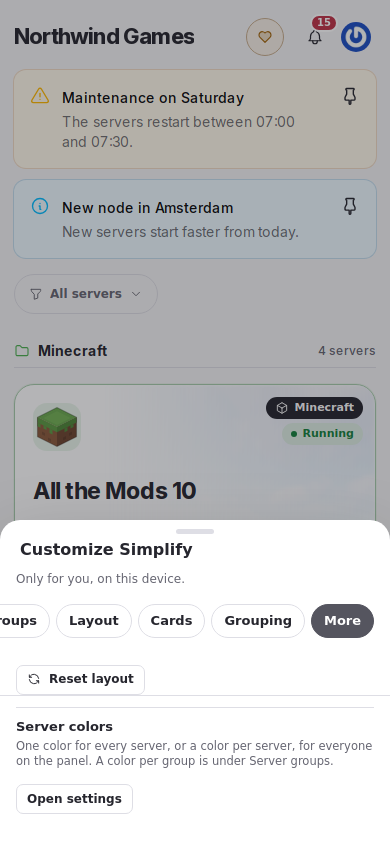 Northwind Games
15
Maintenance on Saturday
The servers restart between 07:00
and 07:30.
New node in Amsterdam
New servers start faster from today.
All servers
Minecraft
4 servers
Minecraft
Running
All the Mods 10
Customize Simplify
Only for you, on this device.
roups
Layout
Cards
Grouping
More
Reset layout
Server colors
One color for every server, or a color per server, for everyone
on the panel. A color per group is under Server groups.
Open settings